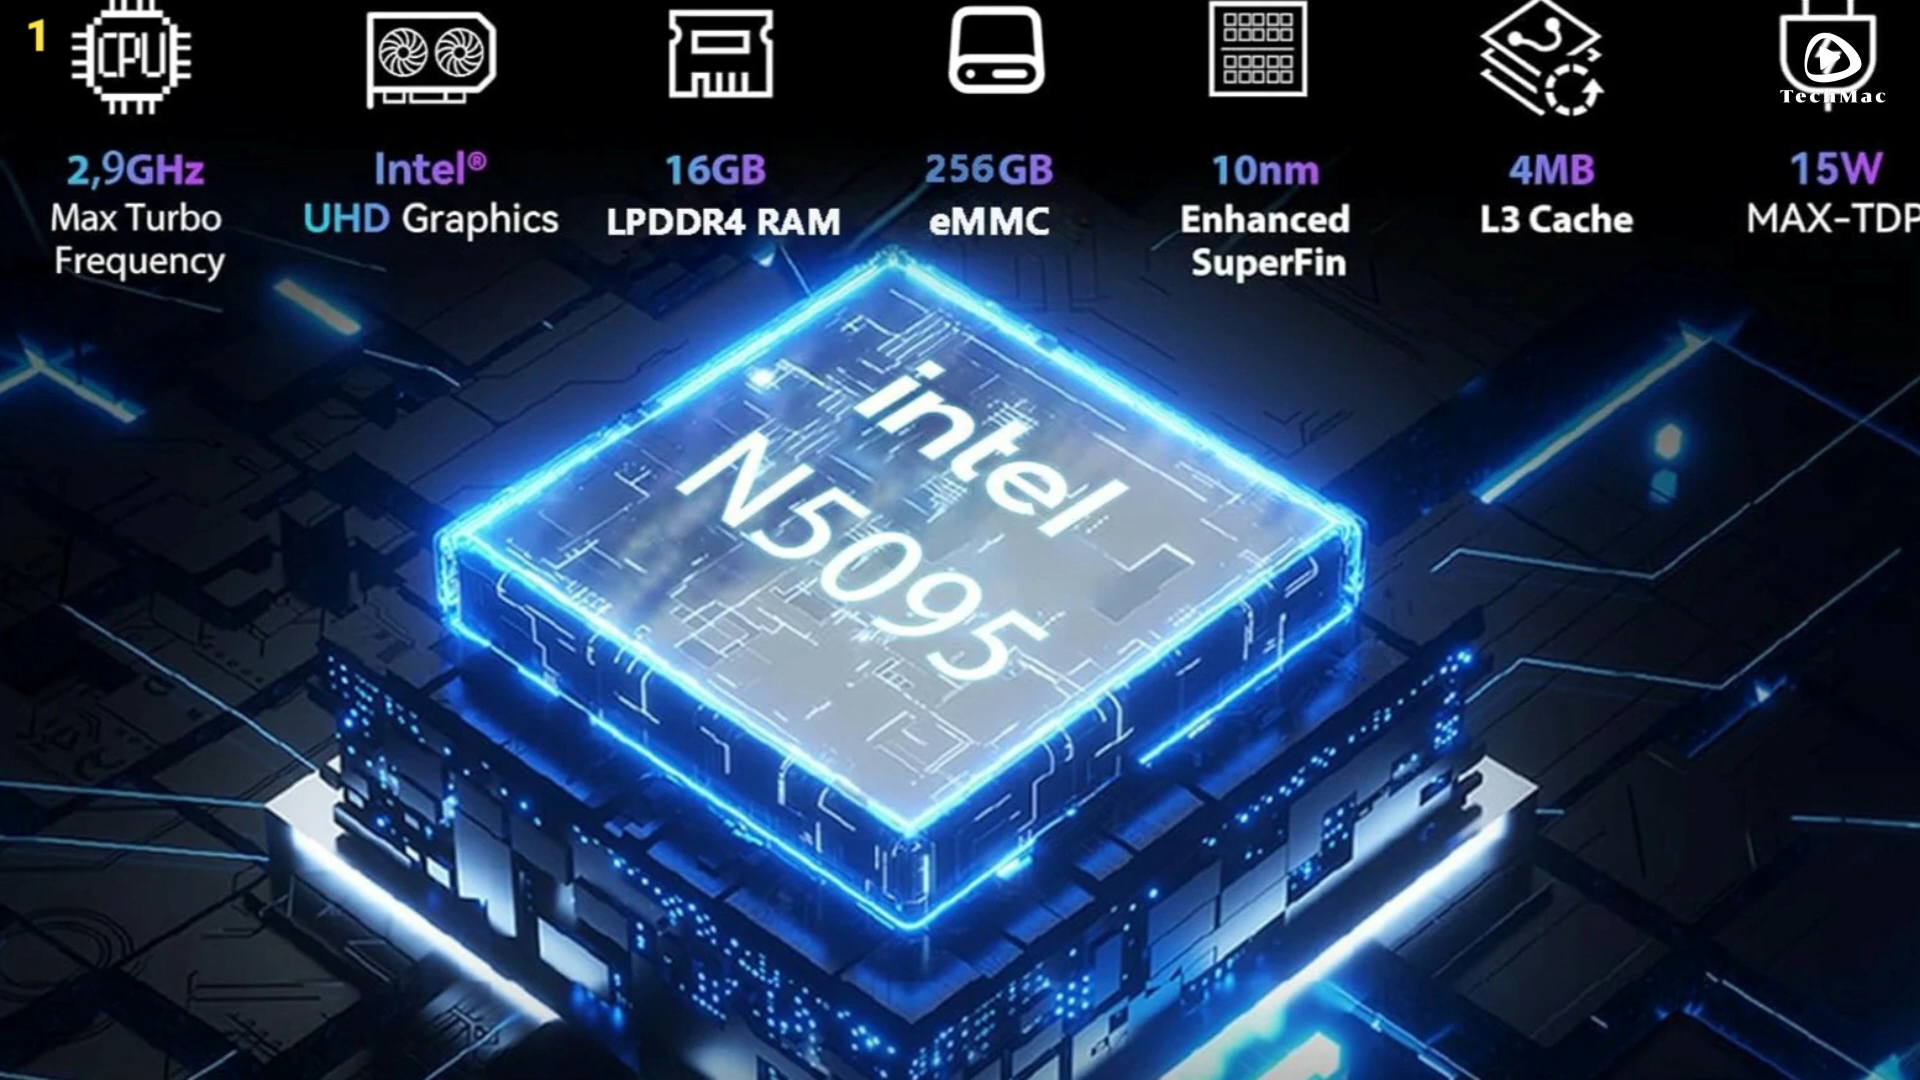 1
CPU
TechMac
2,9GHz
Max Turbo
Frequency
Intel®
UHD Graphics
16GB
LPDDR4 RAM
256GB
eMMC
10nm
Enhanced
SuperFin
4MB
L3 Cache
15W
MAX-TDP
intel
N5095